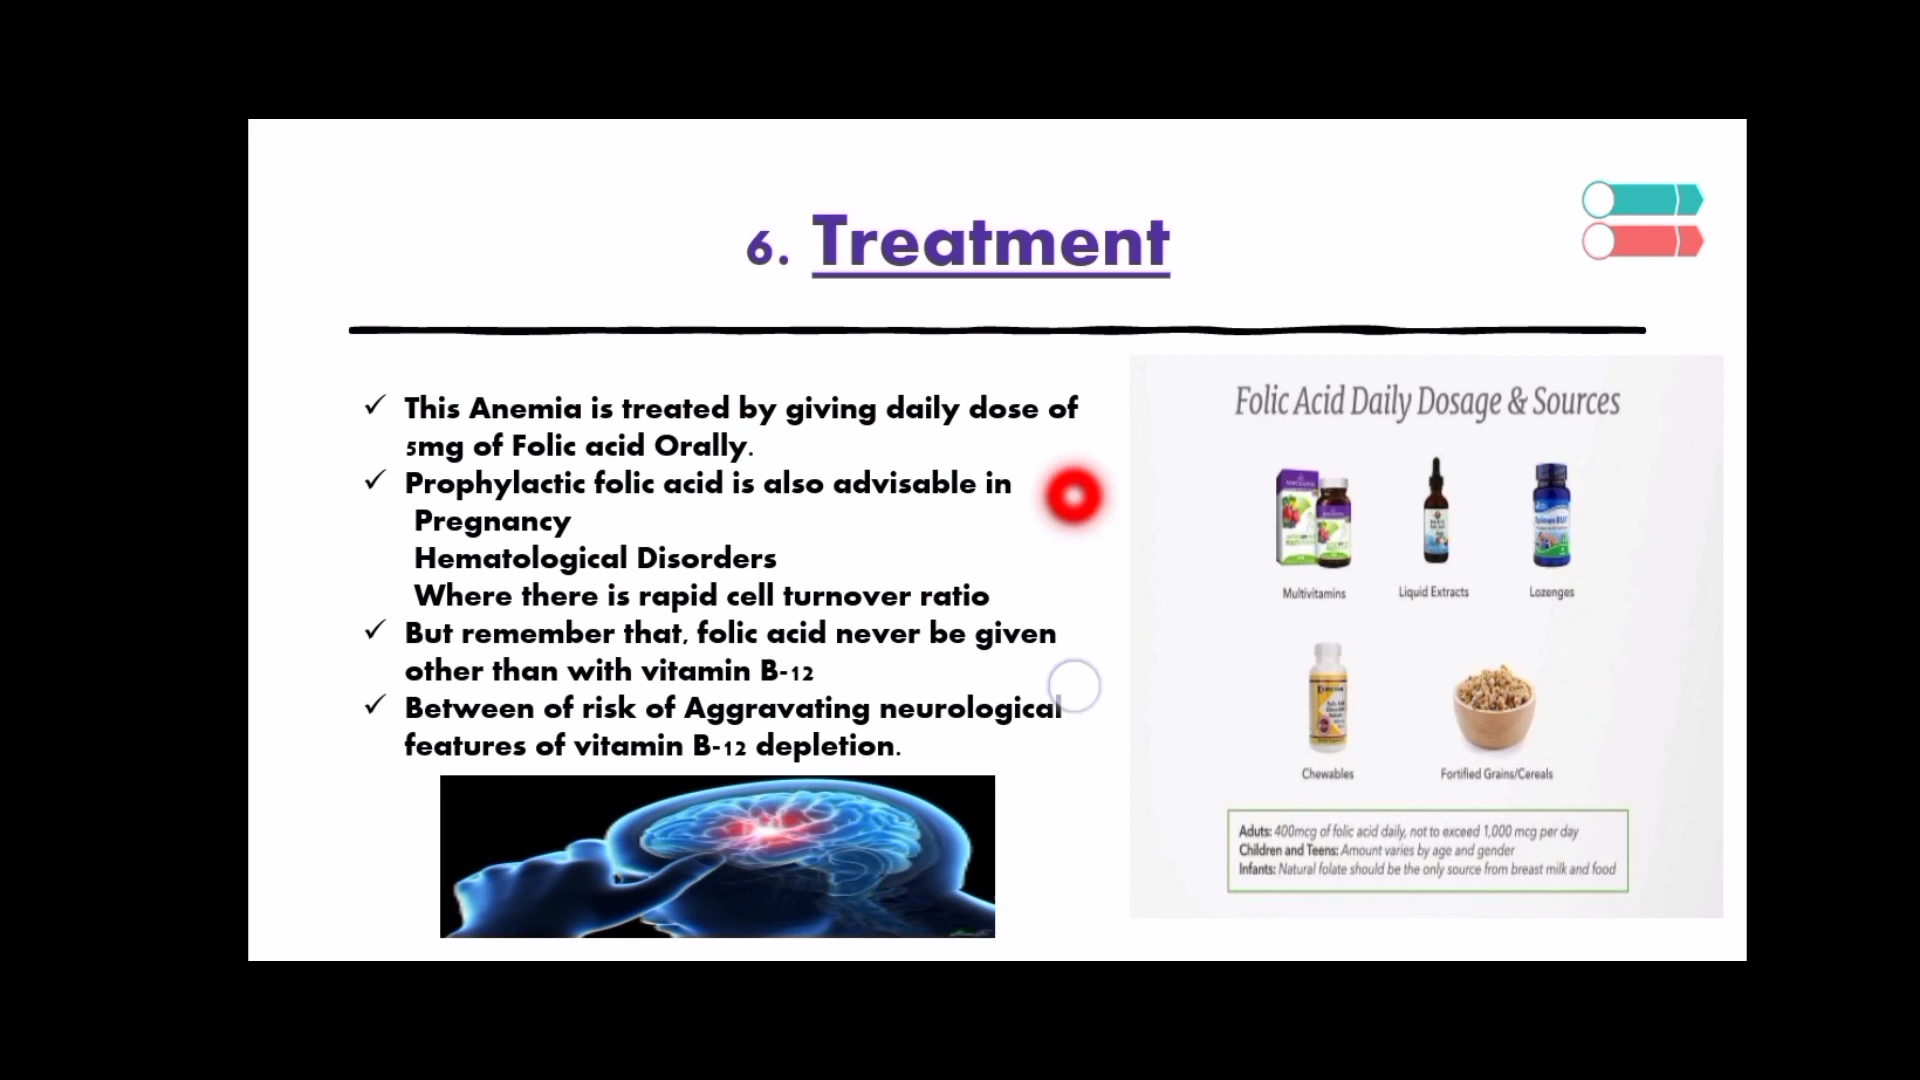 6. Treatment
✓ This Anemia is treated by giving daily dose of
5mg of Folic acid Orally.
✓ Prophylactic folic acid is also advisable in
Pregnancy
Hematological Disorders
Where there is rapid cell turnover ratio
✓ But remember that, folic acid never be given
other than with vitamin B-12
✓ Between of risk of Aggravating neurological
features of vitamin B-12 depletion.
Folic Acid Daily Dosage & Sources
Multivitamins
Liquid Extracts
Lozenges
Chewables
Fortified Grains/Cereals
Aduts: 400mcg of folic acid daily, not to exceed 1,000 mcg per day
Children and Teens: Amount varies by age and gender
Infants: Natural folate should be the only source from breast milk and food